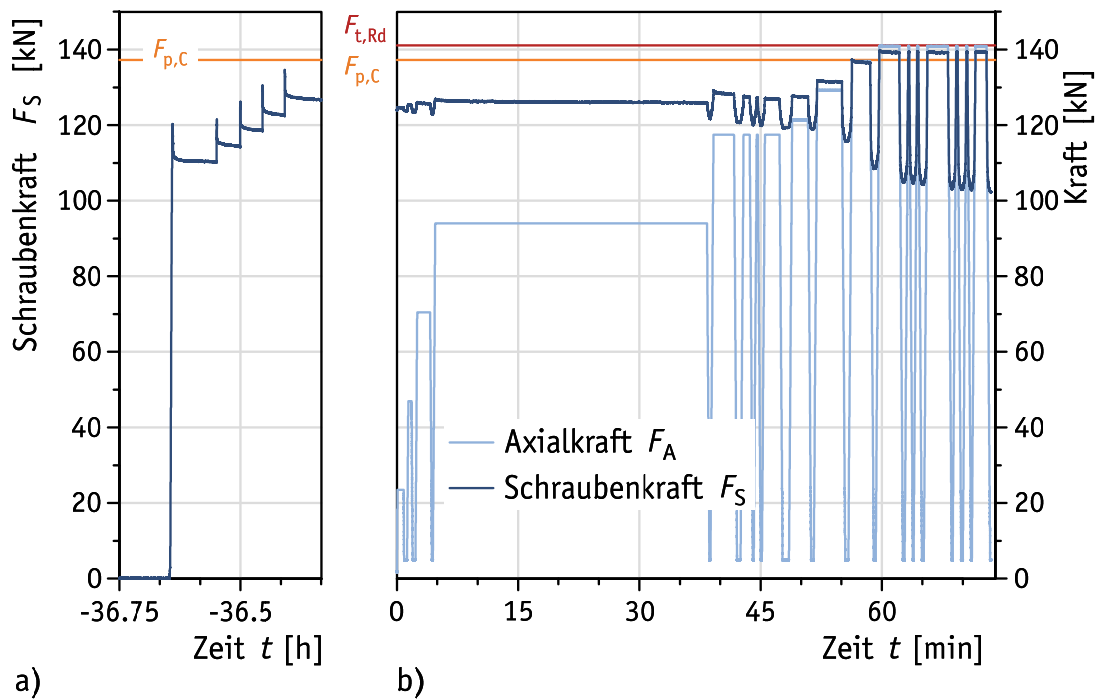 Schraubenkraft F_S [kN]
140
120
100
80
60
40
20
0
F_p,C
-36.75
-36.5
Zeit t [h]
a)
F_t,Rd
F_p,C
Axialkraft F_A
Schraubenkraft F_S
0
15
30
45
60
Zeit t [min]
b)
140
120
100
80
60
40
20
0
Kraft [kN]